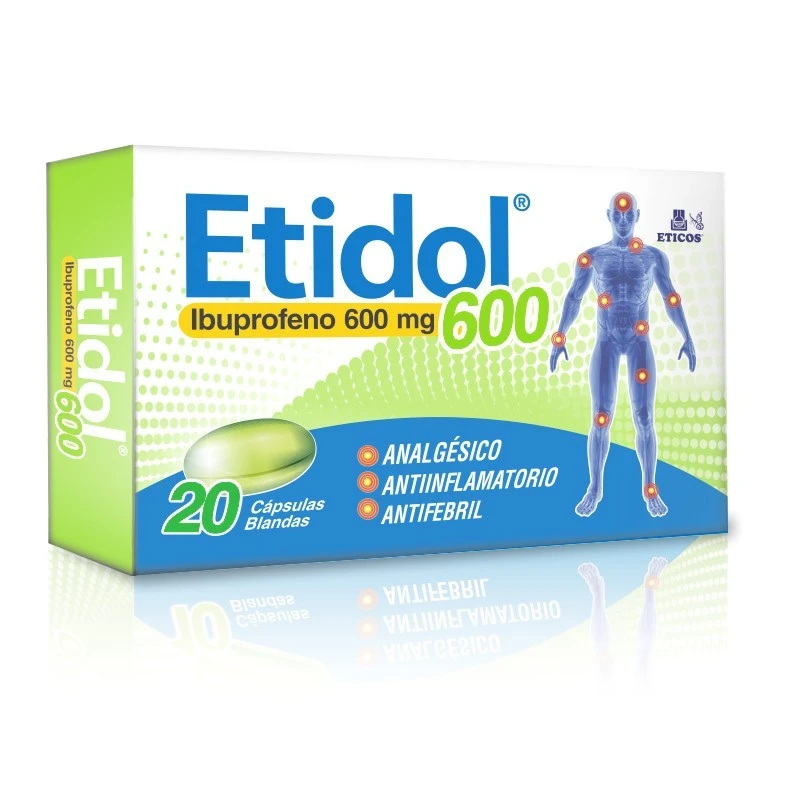 Etidol®
Ibuprofeno 600 mg
600
ETICOS®
ANALGÉSICO
ANTIINFLAMATORIO
ANTIFEBRIL
20 Cápsulas
Blandas
Etidol®
Ibuprofeno 600 mg
600